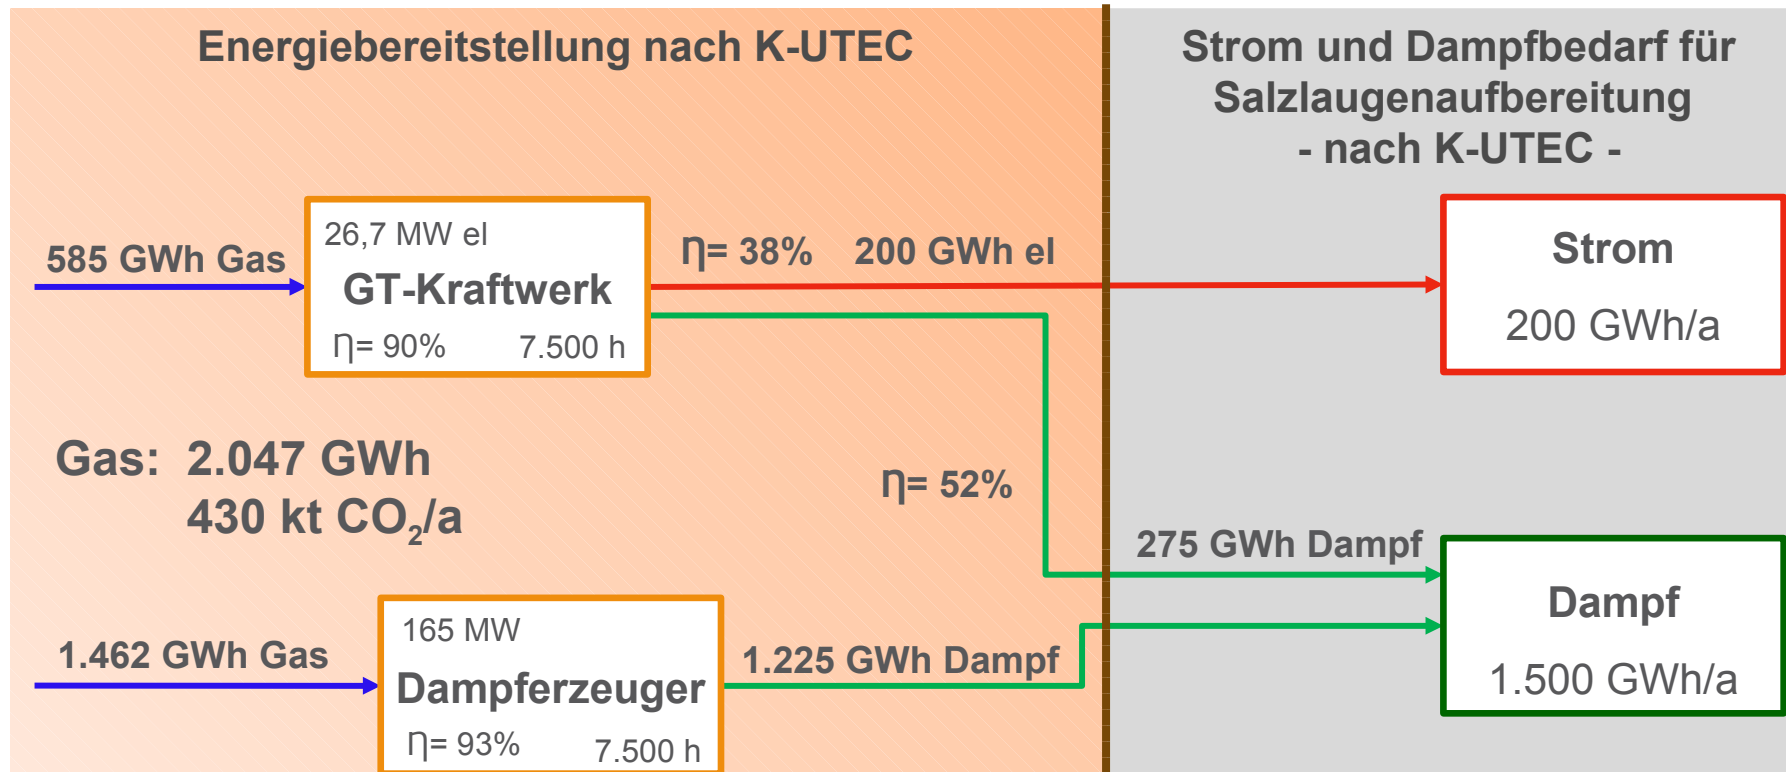 Energiebereitstellung nach K-UTEC
Strom und Dampfbedarf für
Salzlaugenaufbereitung
- nach K-UTEC -
585 GWh Gas
26,7 MW el
GT-Kraftwerk
η= 90% 7.500 h
η= 38% 200 GWh el
Strom
200 GWh/a
Gas: 2.047 GWh
430 kt CO₂/a
η= 52%
275 GWh Dampf
Dampf
1.500 GWh/a
1.462 GWh Gas
165 MW
Dampferzeuger
η= 93% 7.500 h
1.225 GWh Dampf